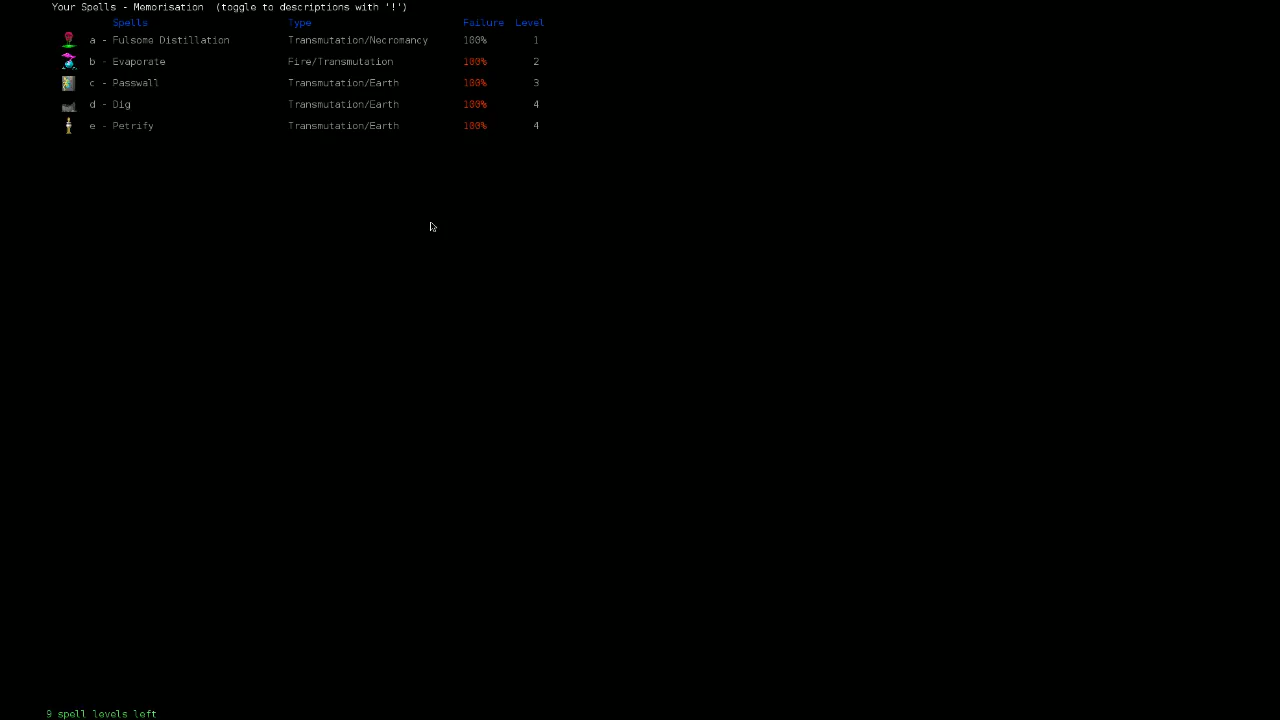 Your Spells - Memorisation  (toggle to descriptions with '!')
Spells Type Failure Level
a - Fulsome Distillation Transmutation/Necromancy 100% 1
b - Evaporate Fire/Transmutation 100% 2
c - Passwall Transmutation/Earth 100% 3
d - Dig Transmutation/Earth 100% 4
e - Petrify Transmutation/Earth 100% 4
9 spell levels left